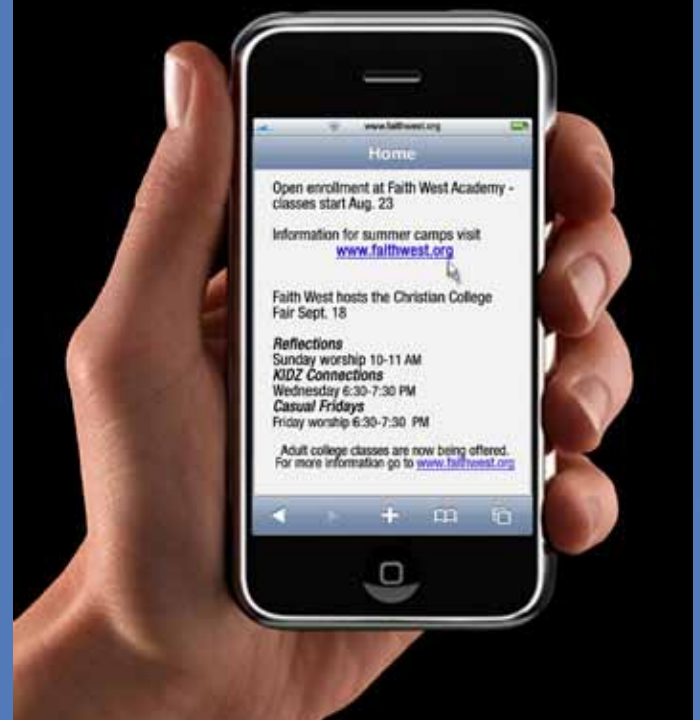 www.faithwest.org
Home
Open enrollment at Faith West Academy -
classes start Aug. 23
Information for summer camps visit
www.faithwest.org
Faith West hosts the Christian College
Fair Sept. 18
Reflections
Sunday worship 10-11 AM
KIDZ Connections
Wednesday 6:30-7:30 PM
Casual Fridays
Friday worship 6:30-7:30 PM
Adult college classes are now being offered.
For more information go to www.faithwest.org